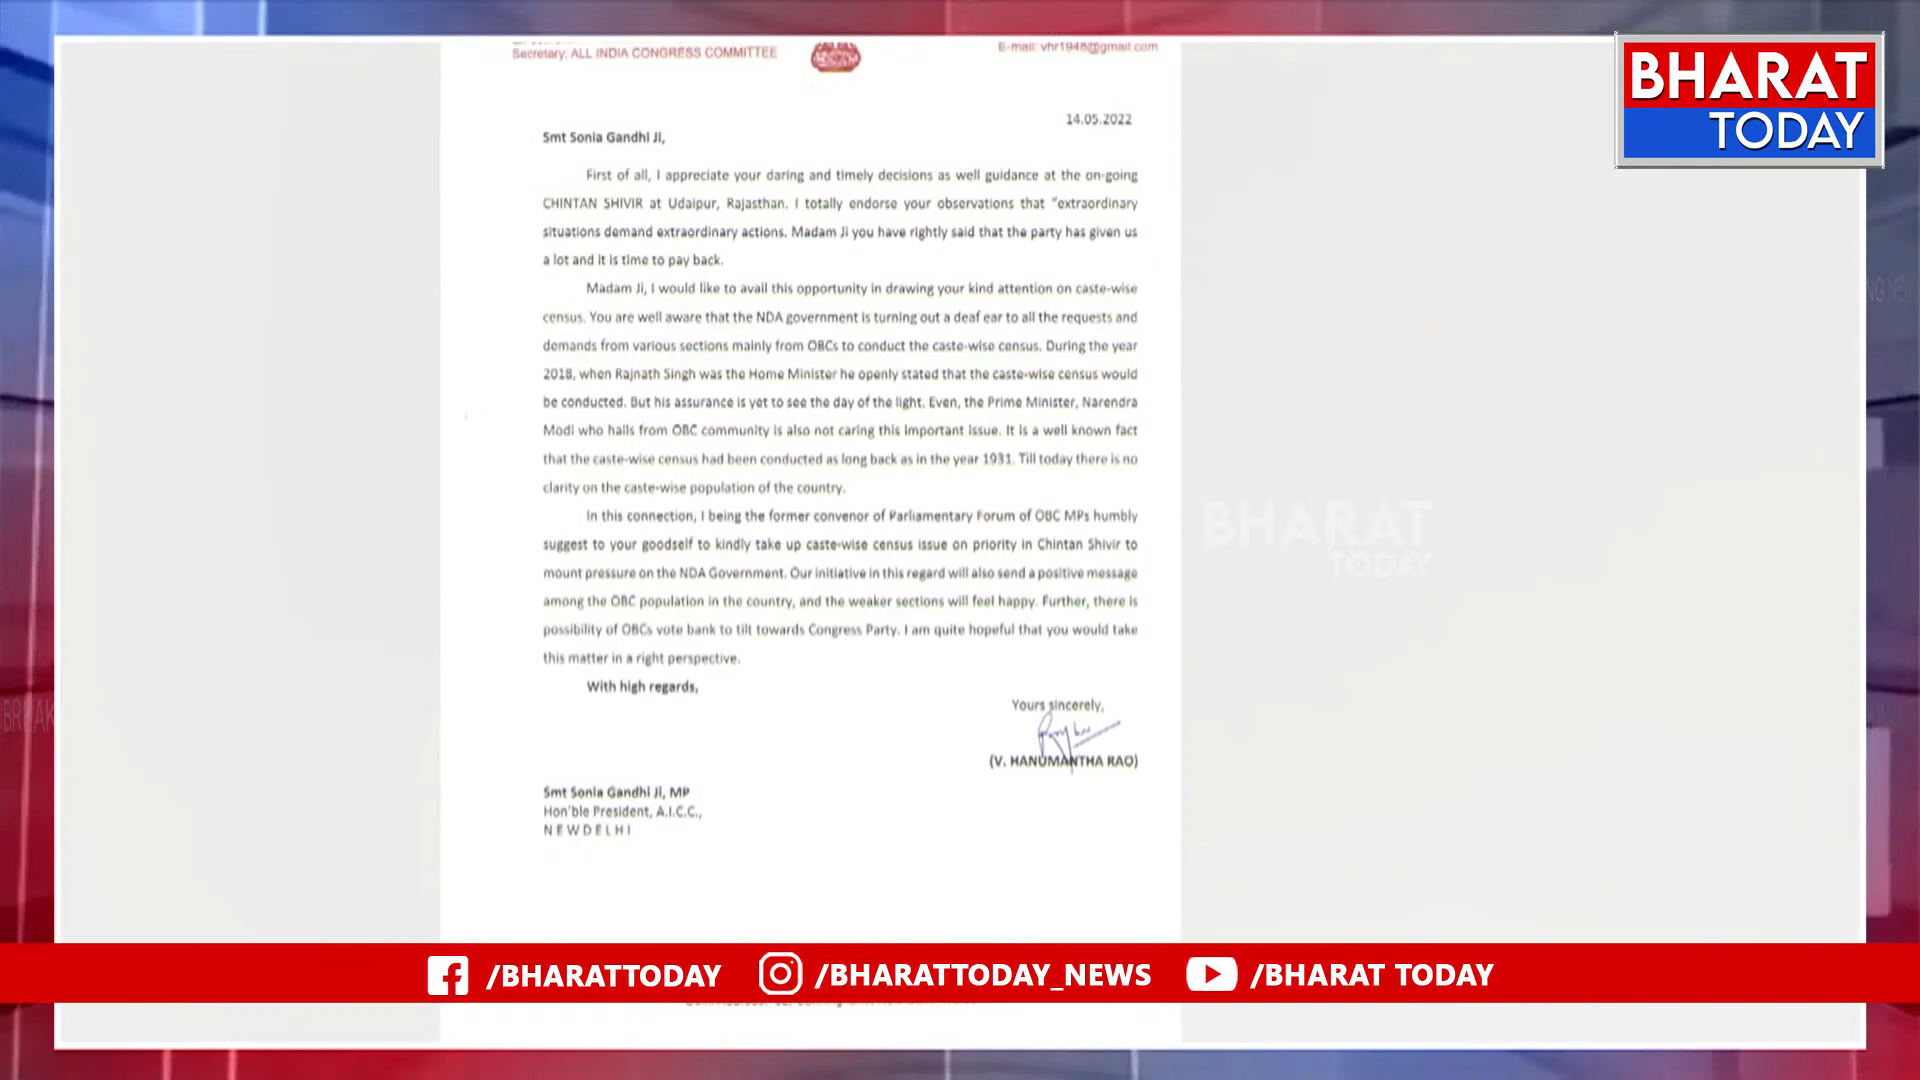 Secretary: ALL INDIA CONGRESS COMMITTEE
E-mail: vhr1948@gmail.com
BHARAT
TODAY
14.05.2022
Smt Sonia Gandhi Ji,
First of all, I appreciate your daring and timely decisions as well guidance at the on-going
CHINTAN SHIVIR at Udaipur, Rajasthan. I totally endorse your observations that "extraordinary
situations demand extraordinary actions. Madam Ji you have rightly said that the party has given us
a lot and it is time to pay back.
Madam Ji, I would like to avail this opportunity in drawing your kind attention on caste-wise
census. You are well aware that the NDA government is turning out a deaf ear to all the requests and
demands from various sections mainly from OBCs to conduct the caste-wise census. During the year
2018, when Rajnath Singh was the Home Minister he openly stated that the caste-wise census would
be conducted. But his assurance is yet to see the day of the light. Even, the Prime Minister, Narendra
Modi who hails from OBC community is also not caring this important issue. It is a well known fact
that the caste-wise census had been conducted as long back as in the year 1931. Till today there is no
clarity on the caste-wise population of the country.
In this connection, I being the former convenor of Parliamentary Forum of OBC MPs humbly
suggest to your goodself to kindly take up caste-wise census issue on priority in Chintan Shivir to
mount pressure on the NDA Government. Our initiative in this regard will also send a positive message
among the OBC population in the country, and the weaker sections will feel happy. Further, there is
possibility of OBCs vote bank to tilt towards Congress Party. I am quite hopeful that you would take
this matter in a right perspective.
With high regards,
Yours sincerely,
(V. HANUMANTHA RAO)
Smt Sonia Gandhi Ji, MP
Hon'ble President, A.I.C.C.,
NEWDELHI
BHARAT
TODAY
/BHARATTODAY
/BHARATTODAY_NEWS
/BHARAT TODAY